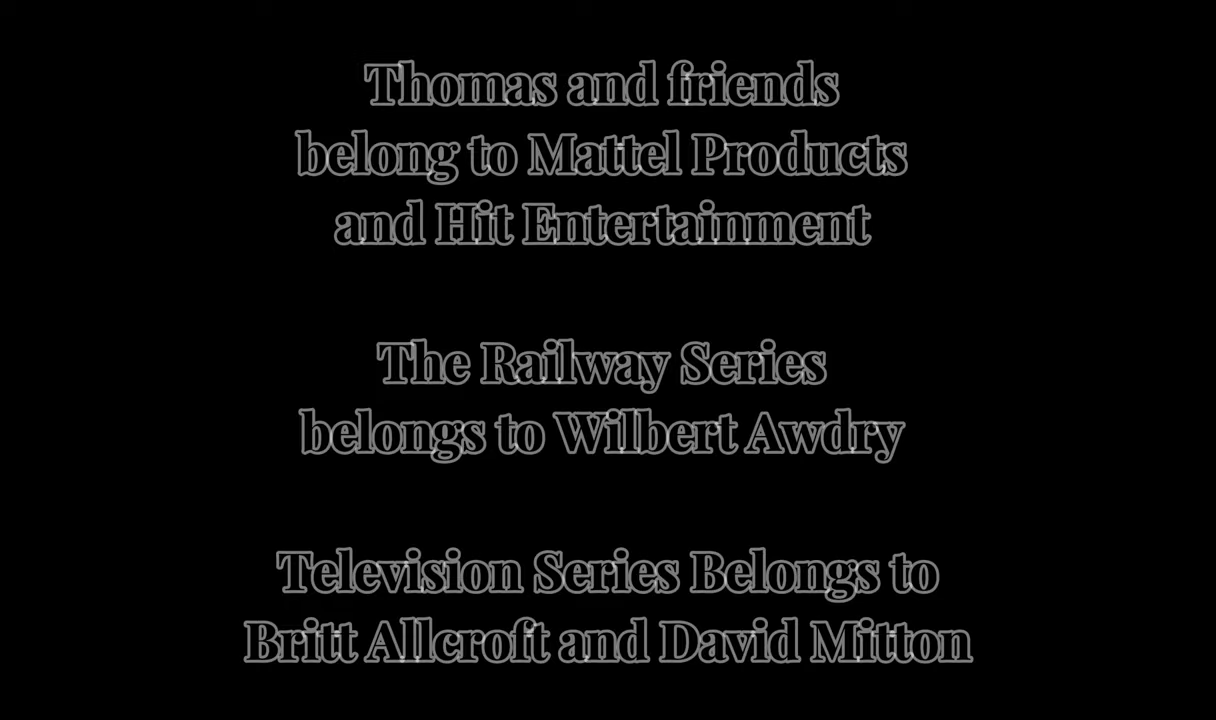 Thomas and friends
belong to Mattel Products
and Hit Entertainment
The Railway Series
belongs to Wilbert Awdry
Television Series Belongs to
Britt Allcroft and David Mitton